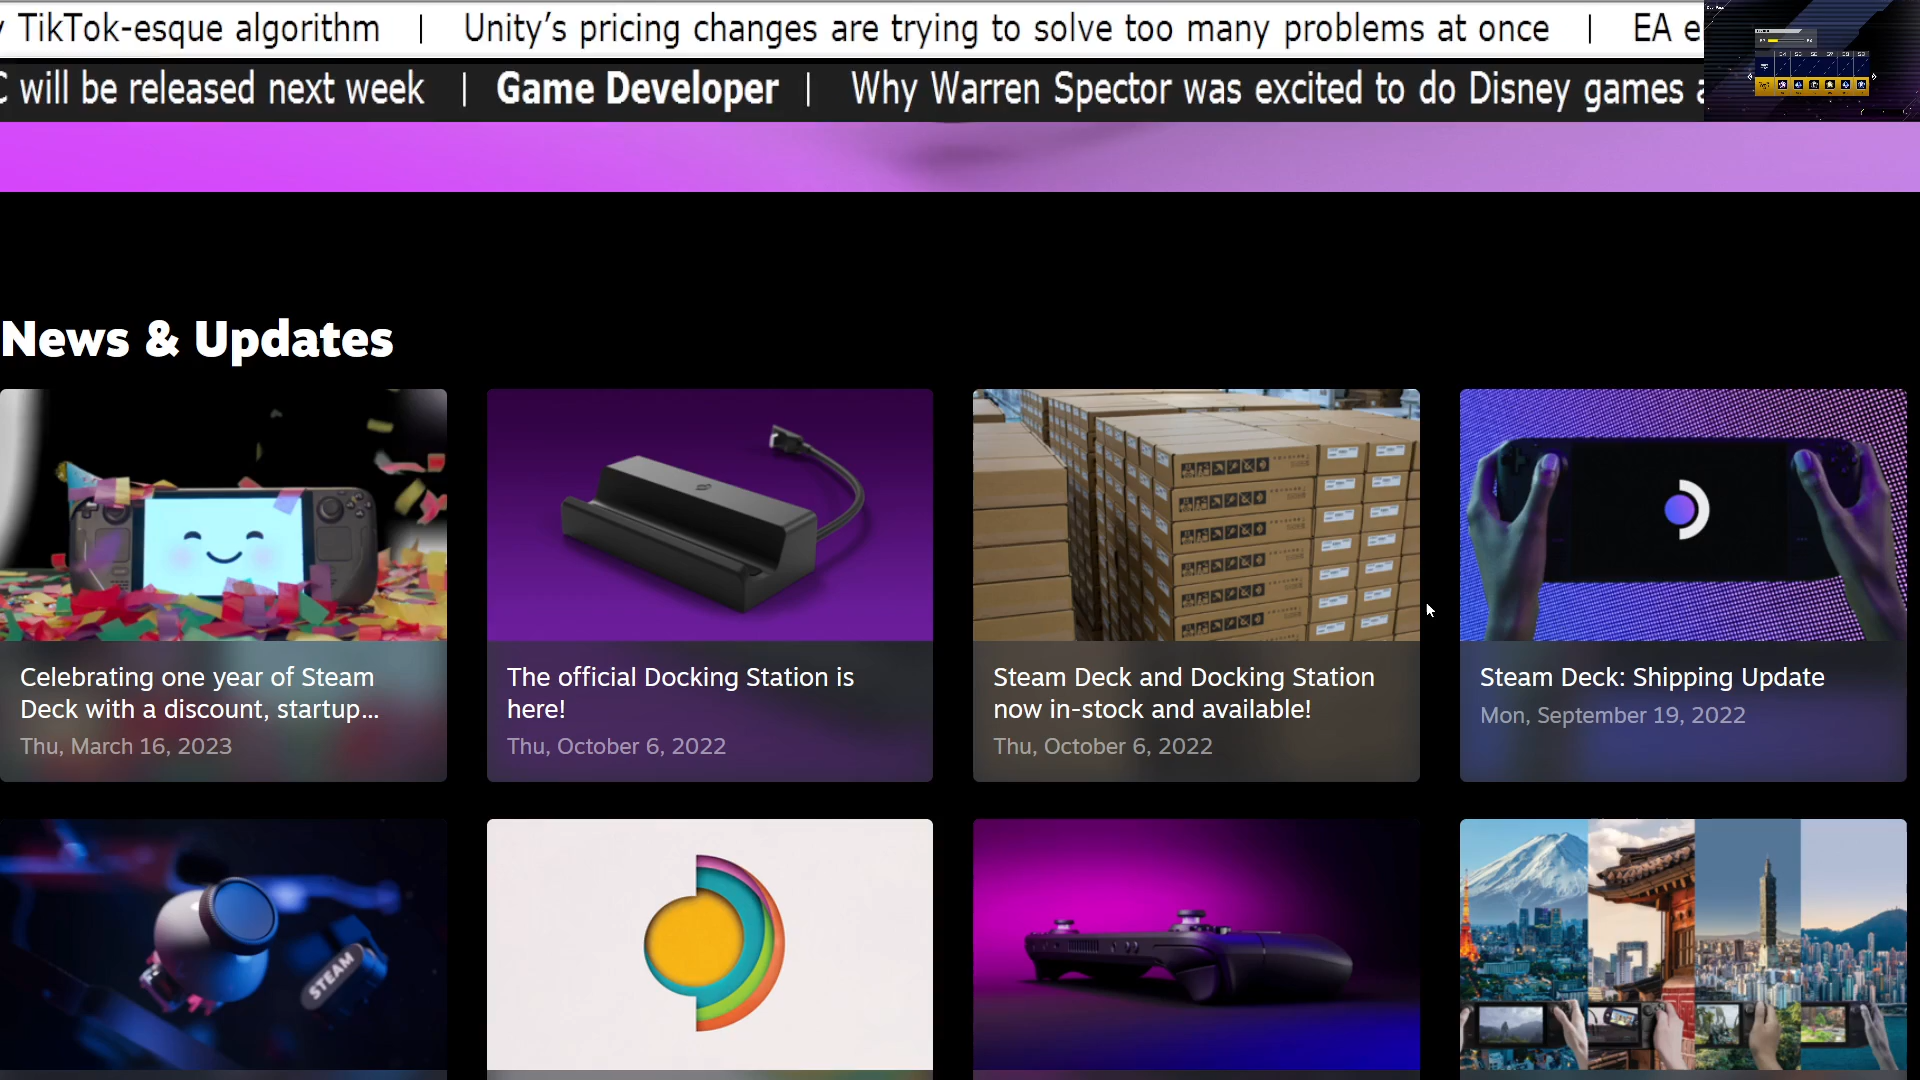 TikTok-esque algorithm | Unity’s pricing changes are trying to solve too many problems at once | EA e
C will be released next week | Game Developer | Why Warren Spector was excited to do Disney games
News & Updates
Celebrating one year of Steam
Deck with a discount, startup...
Thu, March 16, 2023
The official Docking Station is
here!
Thu, October 6, 2022
Steam Deck and Docking Station
now in-stock and available!
Thu, October 6, 2022
Steam Deck: Shipping Update
Mon, September 19, 2022
STEAM